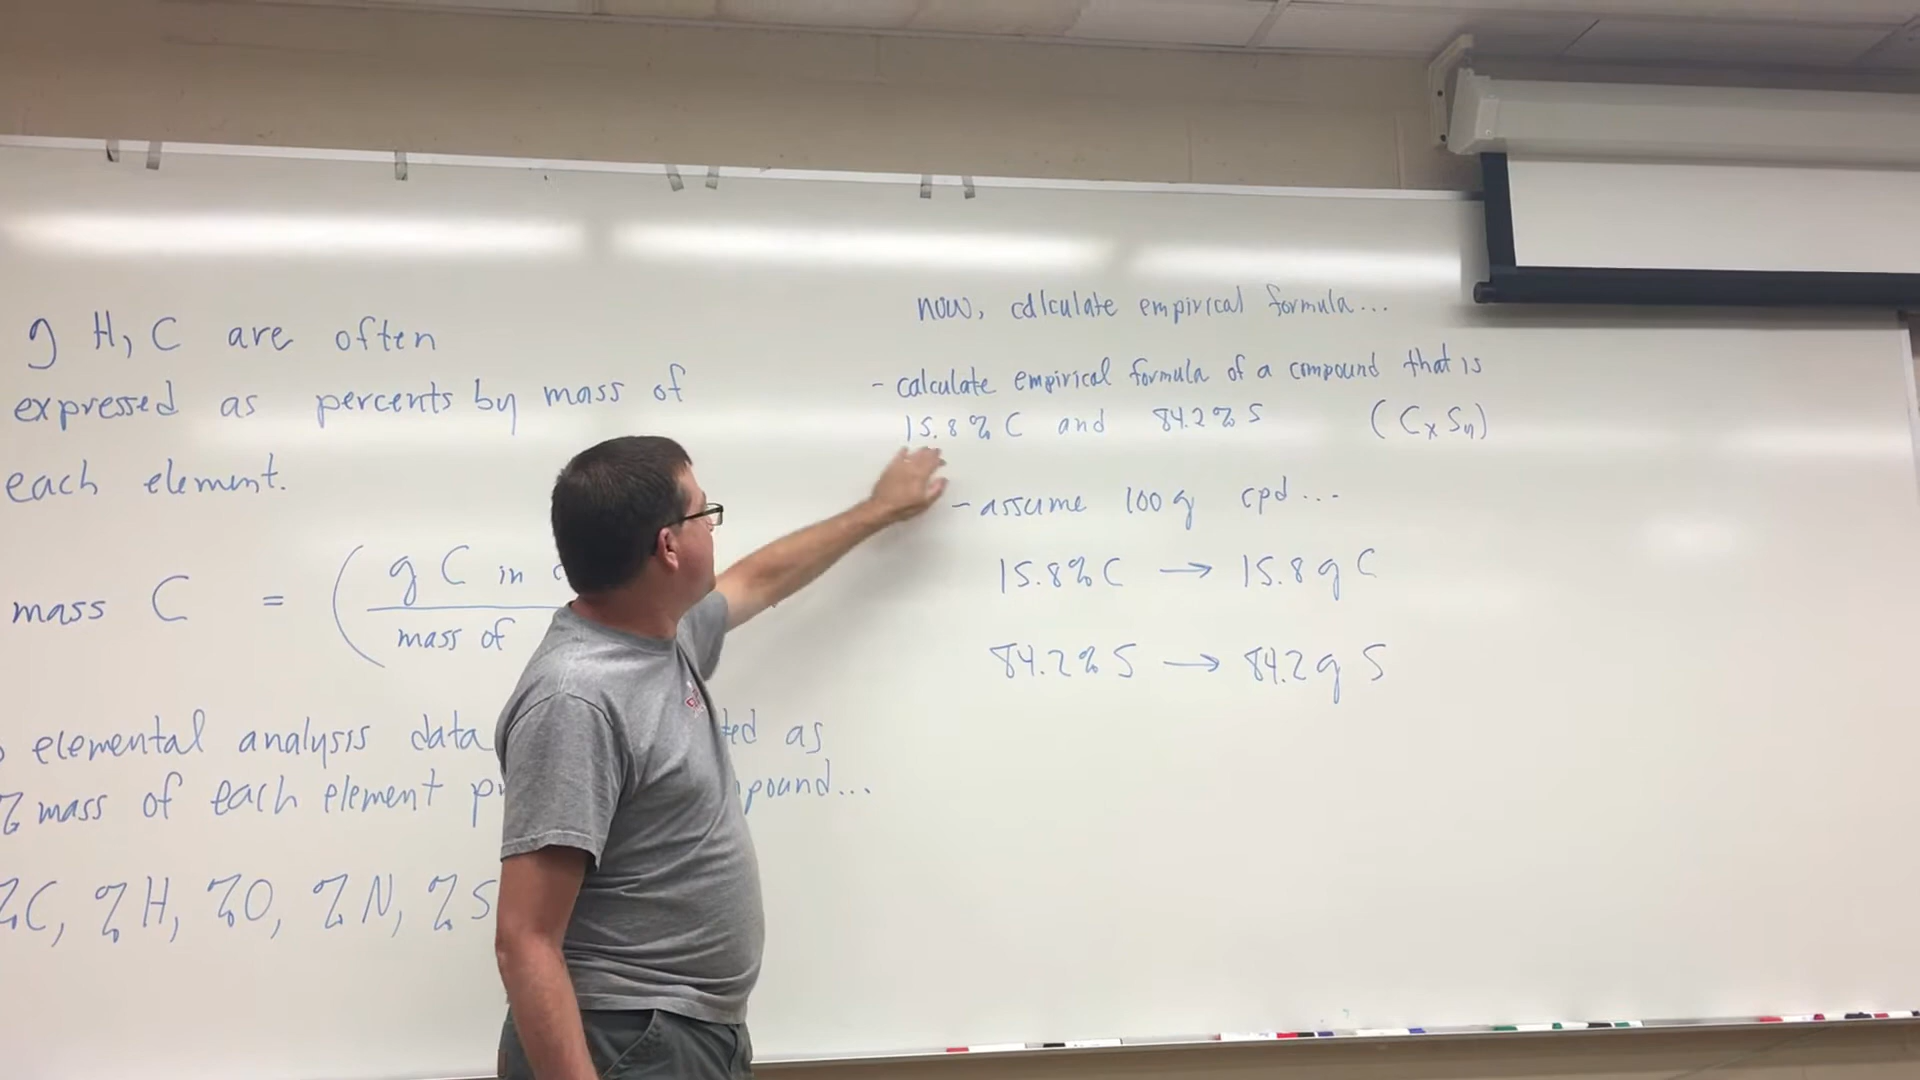 g H, C are often
expressed as percents by mass of
each element.
mass C = ( g C in
mass of
elemental analysis data ted as
% mass of each element pr mpound...
%C, %H, %O, %N, %S
now, calculate empirical formula...
- calculate empirical formula of a compound that is
15.8% C and 84.2% S (CxSy)
- assume 100 g cpd...
15.8% C → 15.8 g C
84.2% S → 84.2 g S